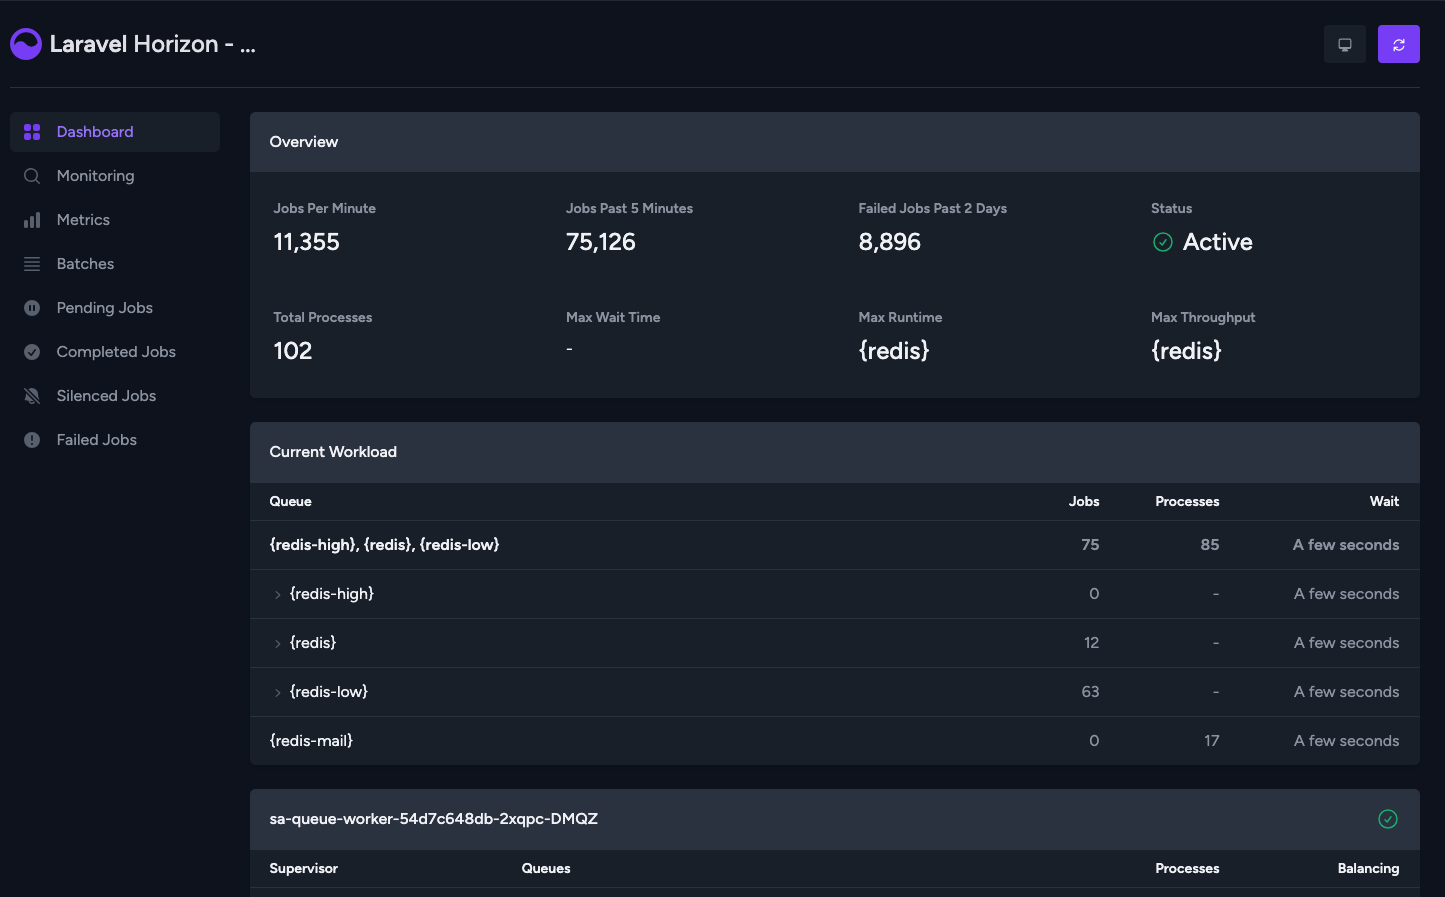 Laravel Horizon - ...
Dashboard
Monitoring
Metrics
Batches
Pending Jobs
Completed Jobs
Silenced Jobs
Failed Jobs
Overview
Jobs Per Minute Jobs Past 5 Minutes Failed Jobs Past 2 Days Status
11,355 75,126 8,896 Active
Total Processes Max Wait Time Max Runtime Max Throughput
102 - {redis} {redis}
Current Workload
Queue Jobs Processes Wait
{redis-high}, {redis}, {redis-low} 75 85 A few seconds
{redis-high} 0 - A few seconds
{redis} 12 - A few seconds
{redis-low} 63 - A few seconds
{redis-mail} 0 17 A few seconds
sa-queue-worker-54d7c648db-2xqpc-DMQZ
Supervisor Queues Processes Balancing